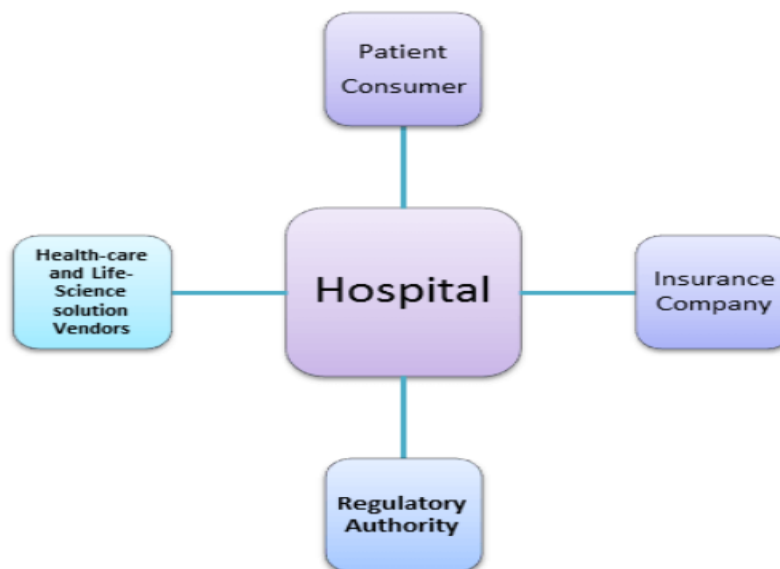 Patient
Consumer
Health-care
and Life-
Science
solution
Vendors
Hospital
Insurance
Company
Regulatory
Authority